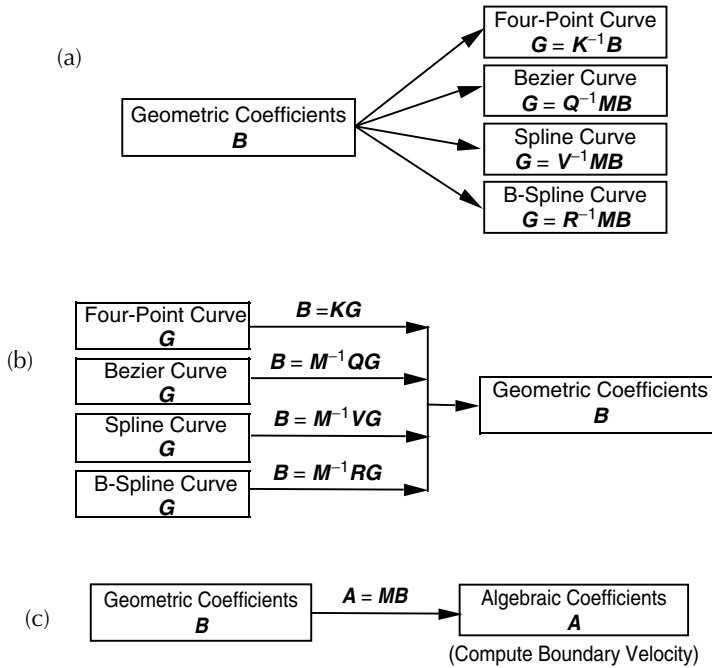 (a)
Geometric Coefficients
B
Four-Point Curve
G = K⁻¹B
Bezier Curve
G = Q⁻¹MB
Spline Curve
G = V⁻¹MB
B-Spline Curve
G = R⁻¹MB
(b)
Four-Point Curve
G
B =KG
Bezier Curve
G
B = M⁻¹QG
Spline Curve
G
B = M⁻¹VG
B-Spline Curve
G
B = M⁻¹RG
Geometric Coefficients
B
(c)
Geometric Coefficients
B
A = MB
Algebraic Coefficients
A
(Compute Boundary Velocity)